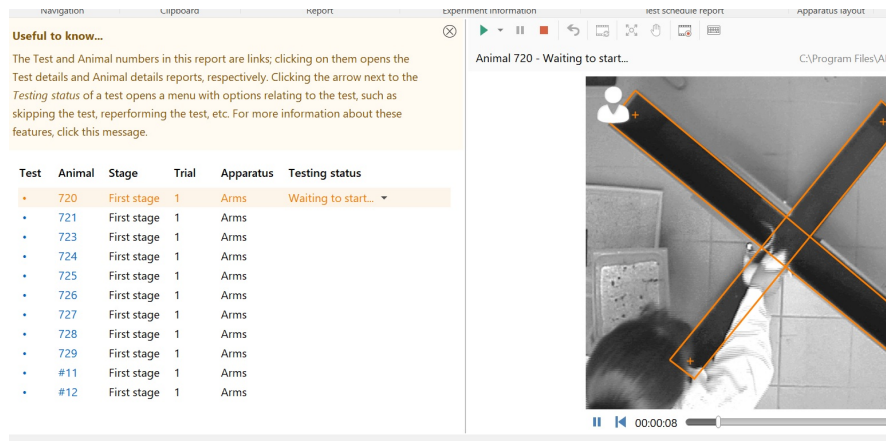 Navigation
Clipboard
Report
Experiment information
Test schedule report
Apparatus layout
Useful to know...
The Test and Animal numbers in this report are links; clicking on them opens the
Test details and Animal details reports, respectively. Clicking the arrow next to the
Testing status of a test opens a menu with options relating to the test, such as
skipping the test, reperforming the test, etc. For more information about these
features, click this message.
Test Animal Stage Trial Apparatus Testing status
• 720 First stage 1 Arms Waiting to start...
• 721 First stage 1 Arms
• 723 First stage 1 Arms
• 724 First stage 1 Arms
• 725 First stage 1 Arms
• 726 First stage 1 Arms
• 727 First stage 1 Arms
• 728 First stage 1 Arms
• 729 First stage 1 Arms
• #11 First stage 1 Arms
• #12 First stage 1 Arms
Animal 720 - Waiting to start...
C:\Program Files\A
00:00:08